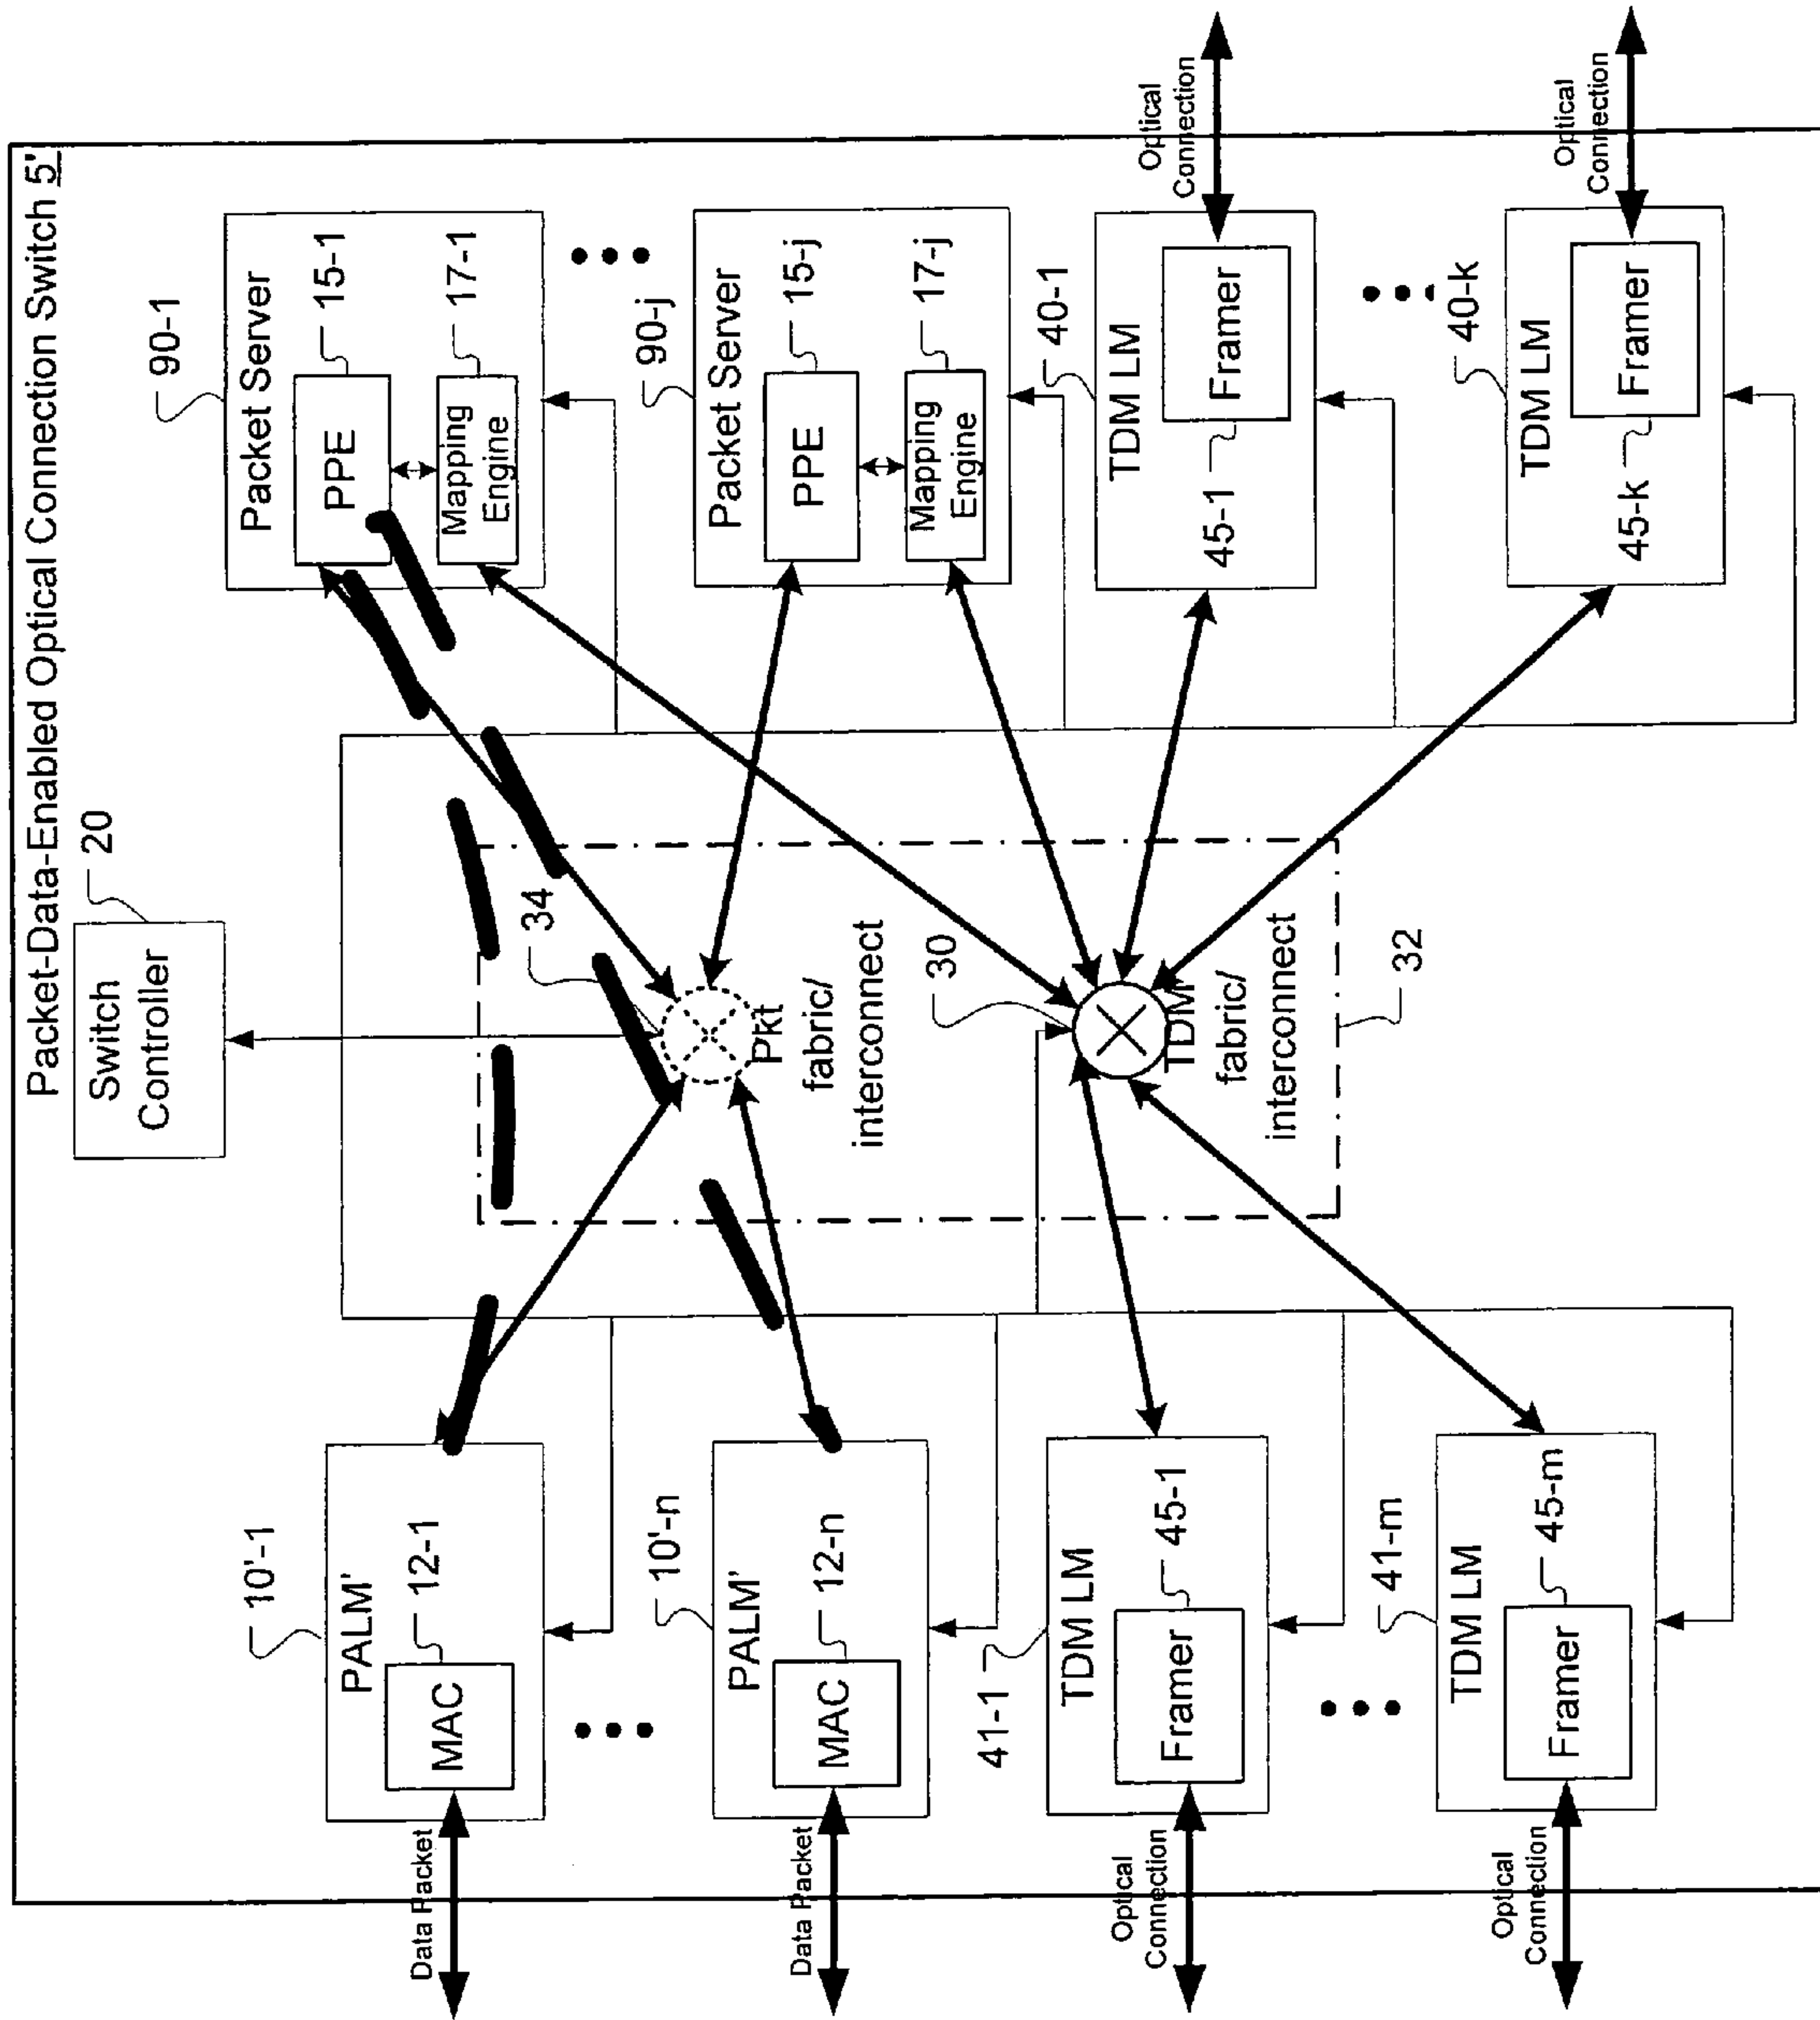 Packet-Data-Enabled Optical Connection Switch 5'
Switch
Controller
20
10'-1
PALM'
12-1
MAC
Data Packet
10'-n
PALM'
12-n
MAC
Data Packet
41-1
TDM LM
45-1
Framer
Optical
Connection
41-m
TDM LM
45-m
Framer
Optical
Connection
34
Pkt
fabric/
interconnect
30
TDM
fabric/
interconnect
32
90-1
Packet Server
15-1
PPE
17-1
Mapping
Engine
90-j
Packet Server
15-j
PPE
17-j
Mapping
Engine
40-1
TDM LM
45-1
Framer
Optical
Connection
40-k
TDM LM
45-k
Framer
Optical
Connection